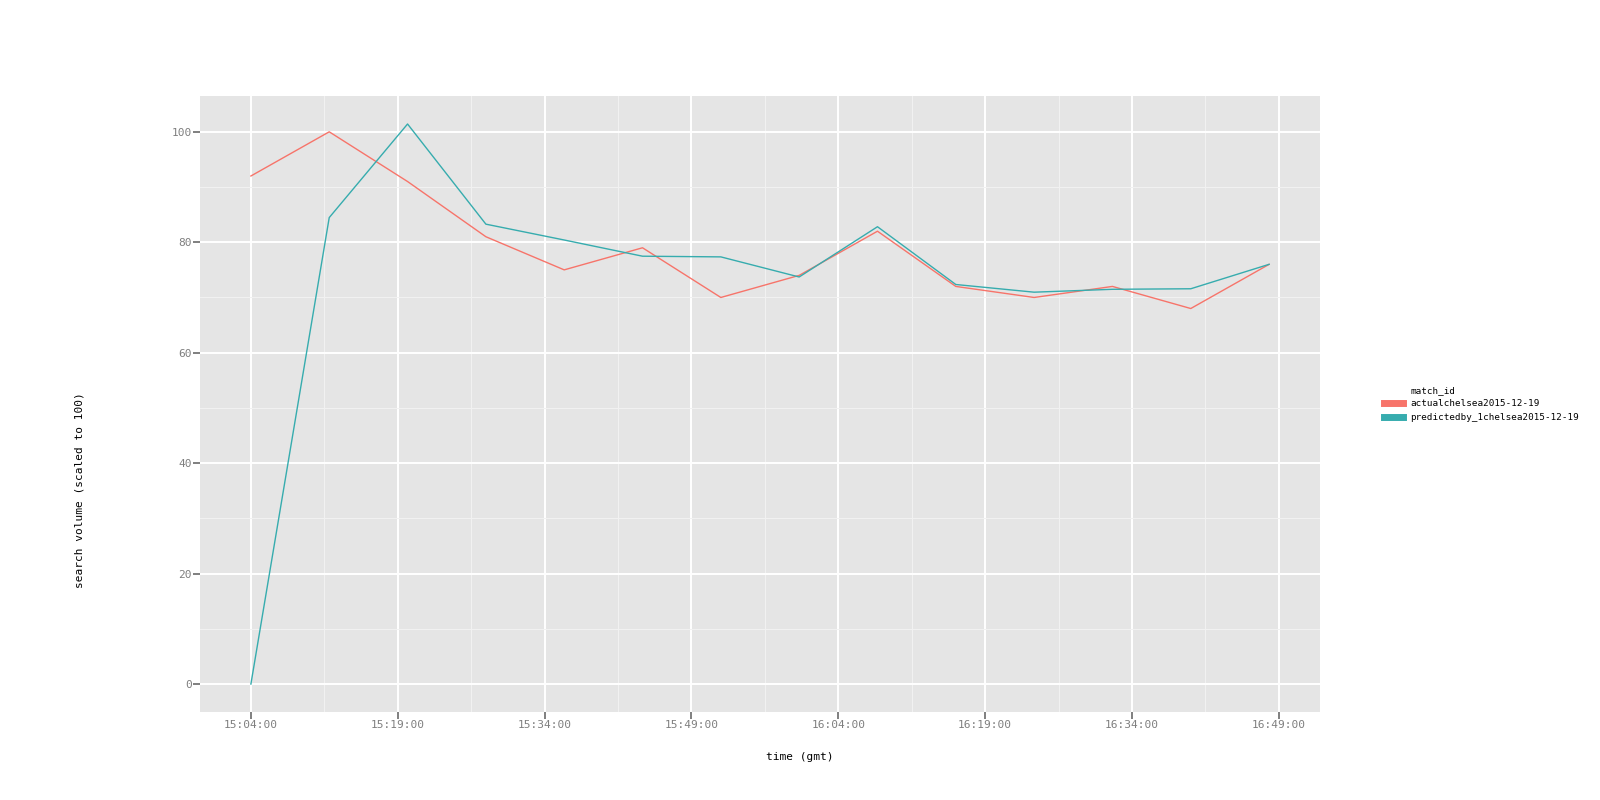 search volume (scaled to 100)
100
80
60
40
20
0
15:04:00 15:19:00 15:34:00 15:49:00 16:04:00 16:19:00 16:34:00 16:49:00
time (gmt)
match_id
actualchelsea2015-12-19
predictedby_1chelsea2015-12-19